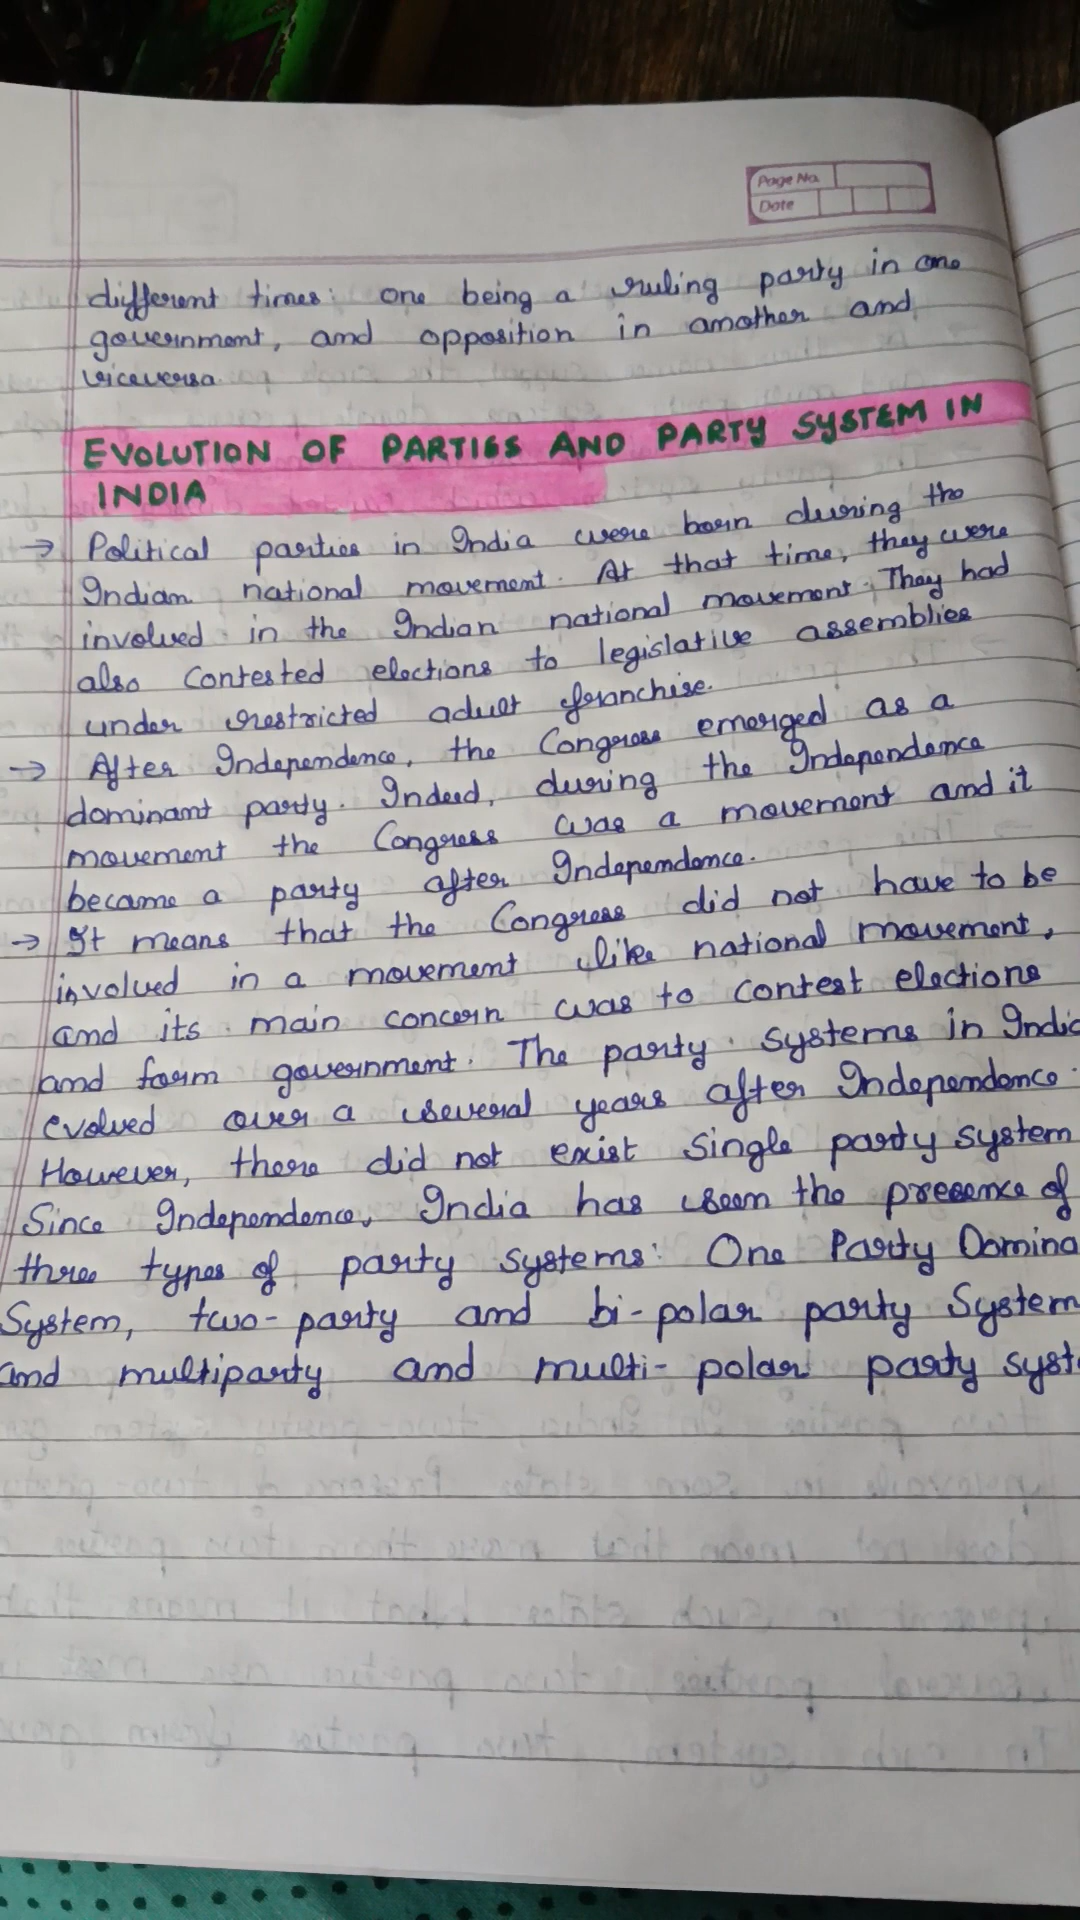 Page No.
Date
different times: one being a ruling party in one
government, and opposition in another and
viceversa.
EVOLUTION OF PARTIES AND PARTY SYSTEM IN
INDIA
→ Political parties in India were born during the
Indian national movement. At that time, they were
involved in the Indian national movement. They had
also contested elections to legislative assemblies
under restricted adult franchise.
→ After Independence, the Congress emerged as a
dominant party. Indeed, during the Independence
movement the Congress was a movement and it
became a party after Independence.
→ It means that the Congress did not have to be
involved in a movement like national movement,
and its main concern was to contest elections
and form government. The party systems in India
evolved over a several years after Independence.
However, there did not exist single party system
Since Independence, India has seen the presence of
three types of party systems: One Party Domina
System, two-party and bi-polar party System
and multiparty and multi-polar party syst